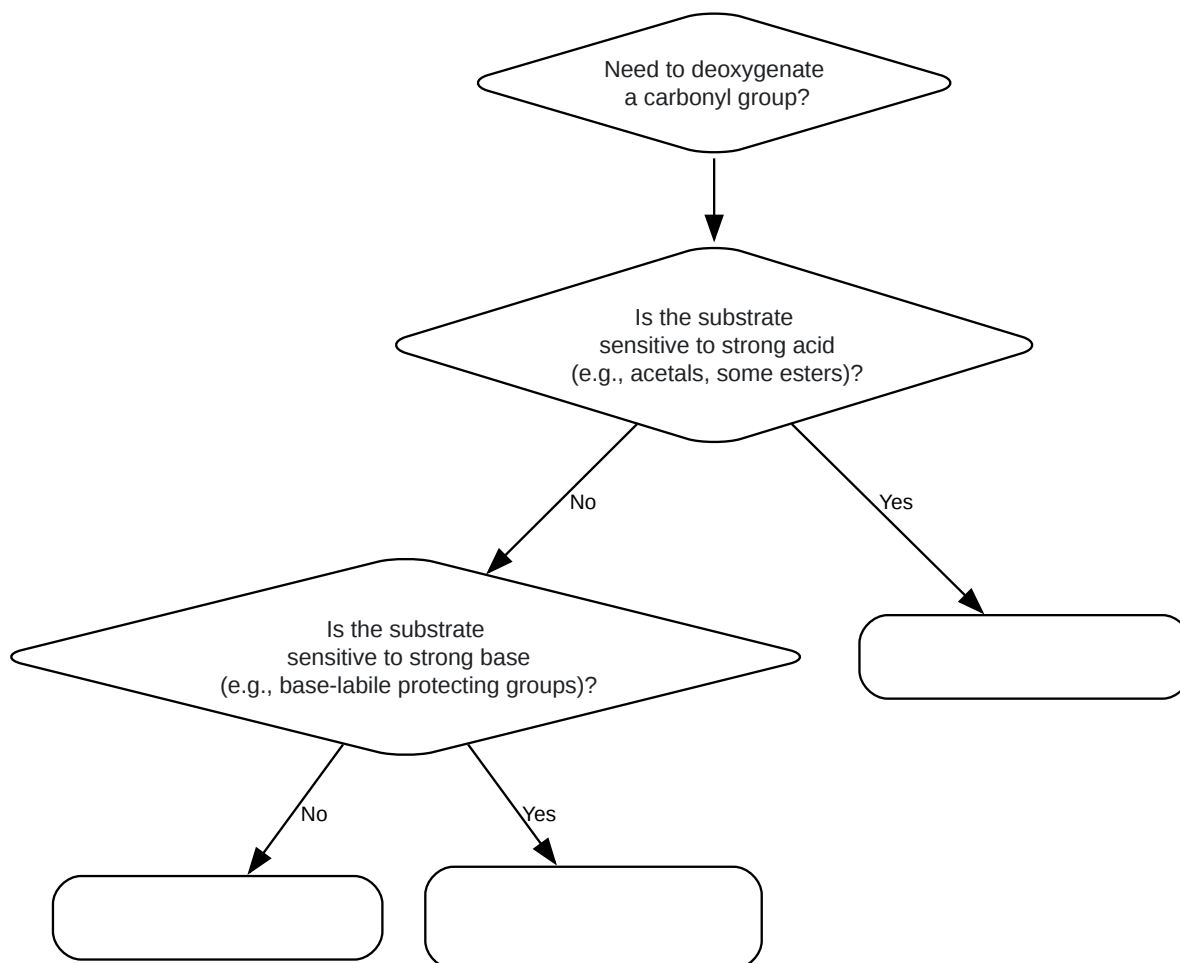 Need to deoxygenate
a carbonyl group?
Is the substrate
sensitive to strong acid
(e.g., acetals, some esters)?
No
Yes
Is the substrate
sensitive to strong base
(e.g., base-labile protecting groups)?
No
Yes